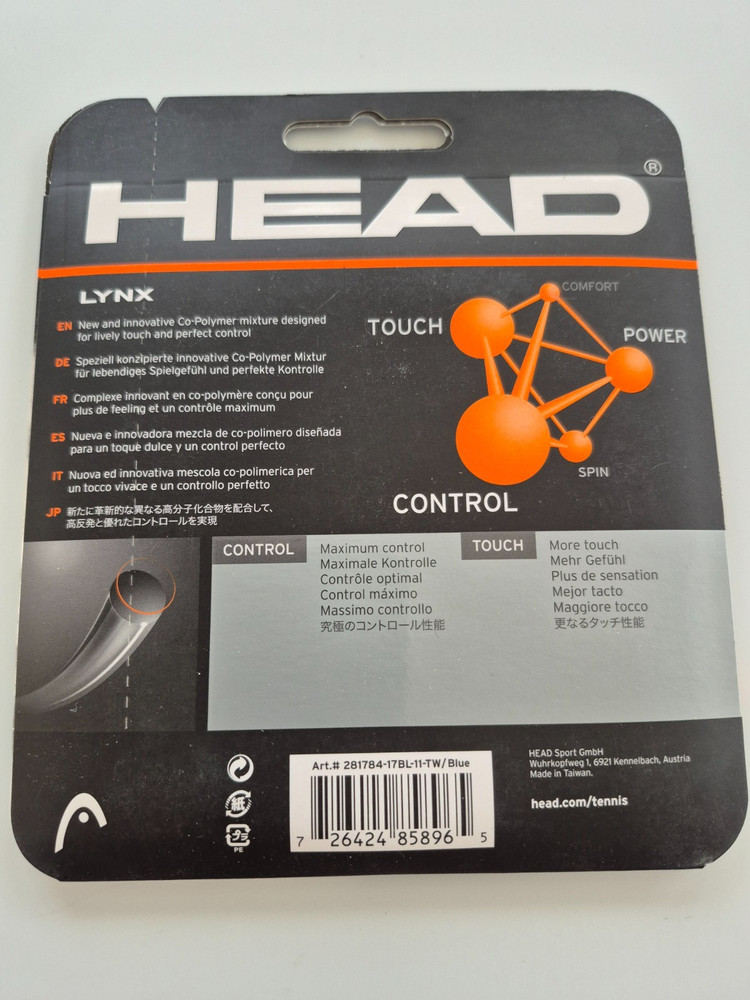 HEAD®
LYNX
EN New and innovative Co-Polymer mixture designed
for lively touch and perfect control
DE Speziell konzipierte innovative Co-Polymer Mixtur
für lebendiges Spielgefühl und perfekte Kontrolle
FR Complexe innovant en co-polymère conçu pour
plus de feeling et un contrôle maximum
ES Nueva e innovadora mezcla de co-polimero diseñada
para un toque dulce y un control perfecto
IT Nuova ed innovativa mescola co-polimerica per
un tocco vivace e un controllo perfetto
JP 新たに革新的な異なる高分子化合物を配合して、
高反発と優れたコントロールを実現
COMFORT
TOUCH
POWER
SPIN
CONTROL
CONTROL
Maximum control
Maximale Kontrolle
Contrôle optimal
Control máximo
Massimo controllo
究極のコントロール性能
TOUCH
More touch
Mehr Gefühl
Plus de sensation
Mejor tacto
Maggiore tocco
更なるタッチ性能
紙
プラ
PE
Art.# 281784-17BL-11-TW/Blue
7 26424 85896 5
HEAD Sport GmbH
Wuhrkopfweg 1, 6921 Kennelbach, Austria
Made in Taiwan.
head.com/tennis